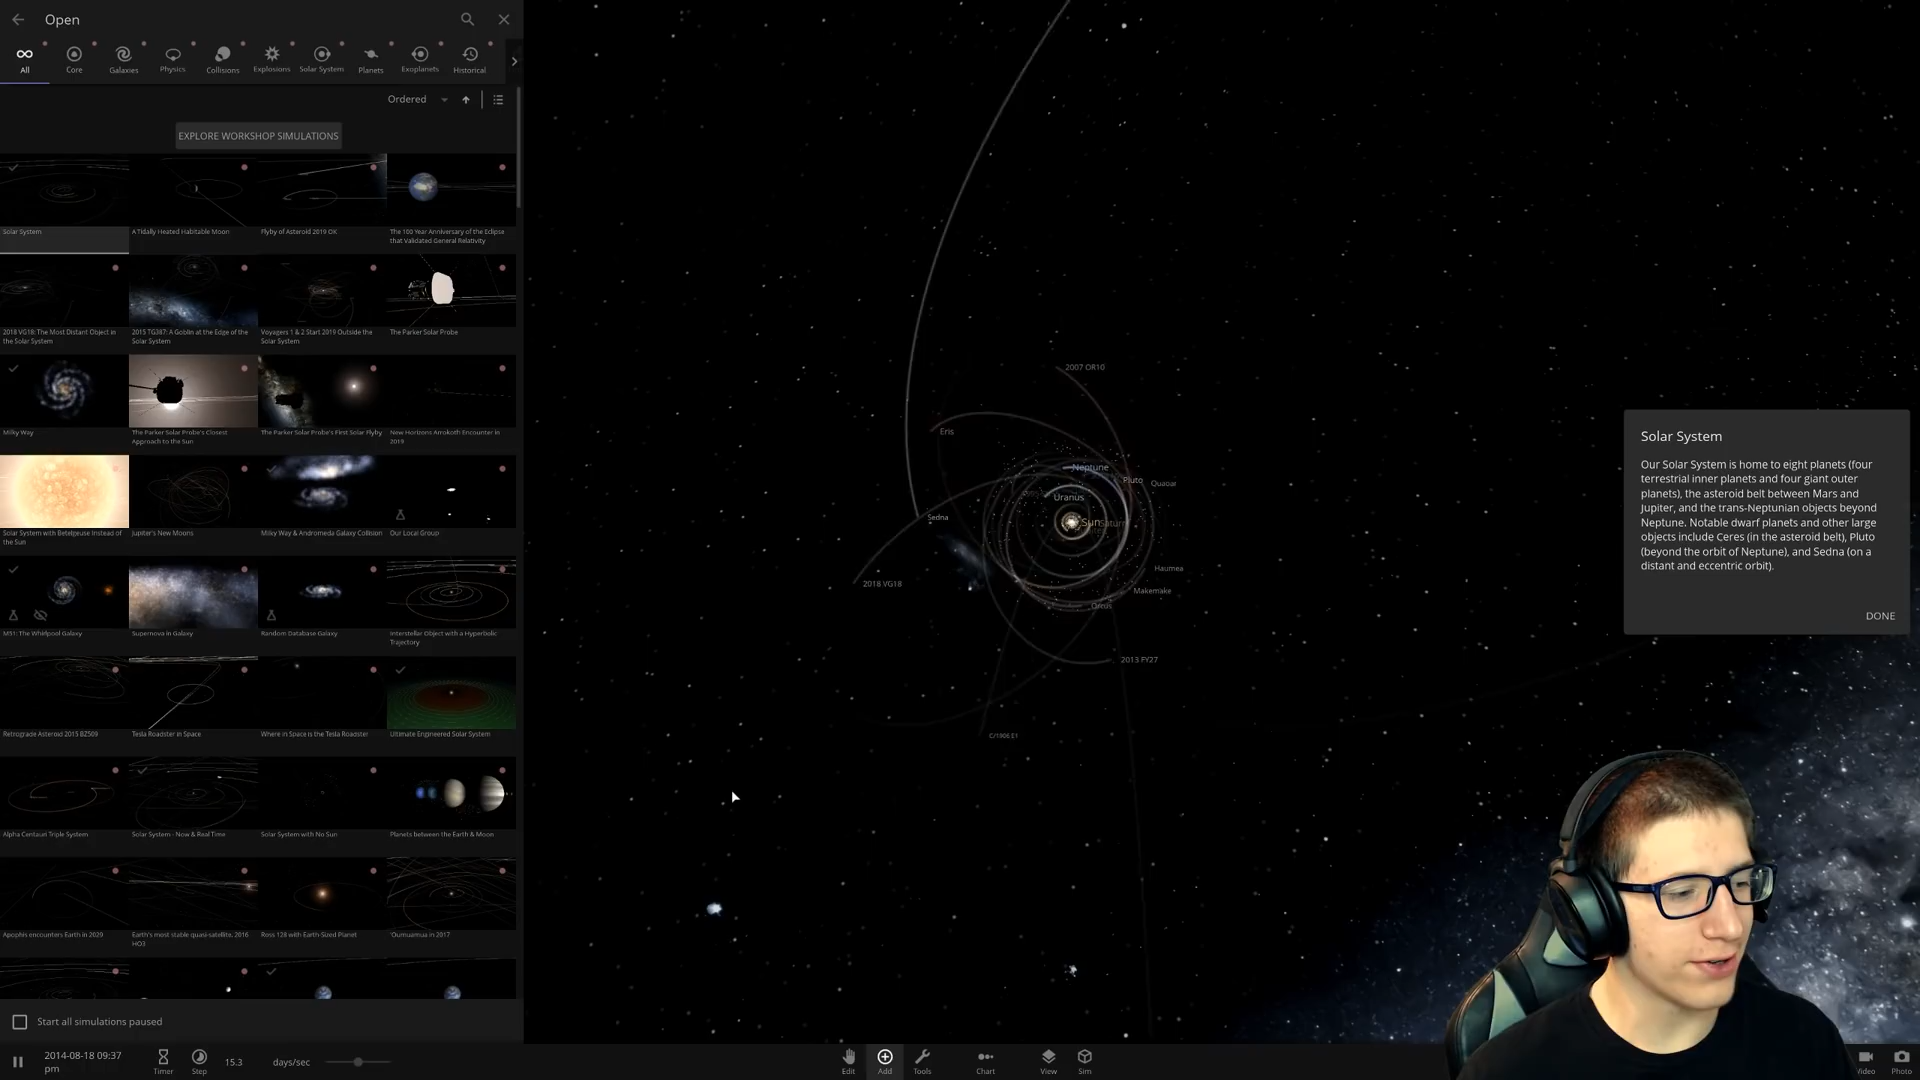 Open
All
Core
Galaxies
Physics
Collisions
Explosions
Solar System
Planets
Exoplanets
Historical
Ordered
EXPLORE WORKSHOP SIMULATIONS
Solar System
A Tidally Heated Habitable Moon
Flyby of Asteroid 2019 OK
The 100 Year Anniversary of the Eclipse
that Validated General Relativity
2018 VG18: The Most Distant Object in
the Solar System
2015 TG387: A Goblin at the Edge of the
Solar System
Voyagers 1 & 2 Start 2019 Outside the
Solar System
The Parker Solar Probe
Milky Way
The Parker Solar Probe's Closest
Approach to the Sun
The Parker Solar Probe's First Solar Flyby
New Horizons Arrokoth Encounter in
2019
Solar System with Betelgeuse Instead of
the Sun
Jupiter's New Moons
Milky Way & Andromeda Galaxy Collision
Our Local Group
M51: The Whirlpool Galaxy
Supernova in Galaxy
Random Database Galaxy
Interstellar Object with a Hyperbolic
Trajectory
Retrograde Asteroid 2015 BZ509
Tesla Roadster in Space
Where in Space is the Tesla Roadster
Ultimate Engineered Solar System
Alpha Centauri Triple System
Solar System - Now & Real Time
Solar System with No Sun
Planets between the Earth & Moon
Apophis encounters Earth in 2029
Earth's most stable quasi-satellite, 2016
HO3
Ross 128 with Earth-Sized Planet
'Oumuamua in 2017
Start all simulations paused
2014-08-18 09:37
pm
Timer
Step
15.3
days/sec
Edit
Add
Tools
Chart
View
Sim
Video
Photo
2007 OR10
Eris
Neptune
Pluto
Quaoar
Uranus
Sedna
Sun
Saturn
Haumea
2018 VG18
Makemake
Orcus
2013 FY27
C/1906 E1
Solar System
Our Solar System is home to eight planets (four
terrestrial inner planets and four giant outer
planets), the asteroid belt between Mars and
Jupiter, and the trans-Neptunian objects beyond
Neptune. Notable dwarf planets and other large
objects include Ceres (in the asteroid belt), Pluto
(beyond the orbit of Neptune), and Sedna (on a
distant and eccentric orbit).
DONE